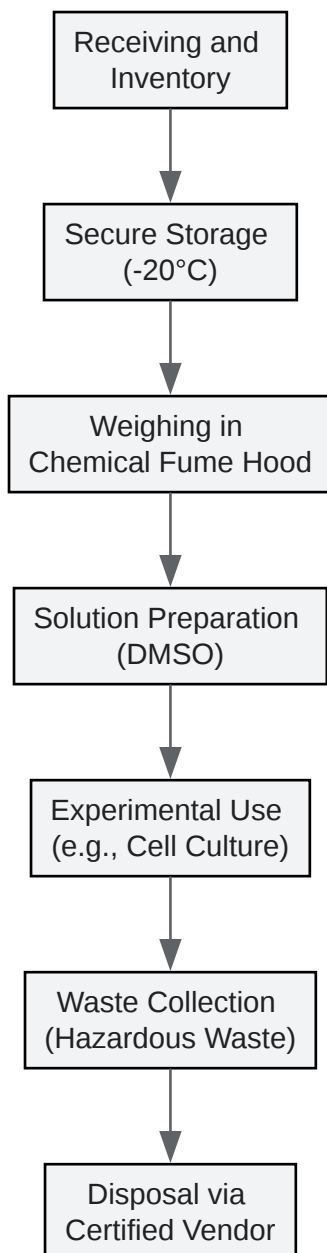 Receiving and
Inventory
Secure Storage
(-20°C)
Weighing in
Chemical Fume Hood
Solution Preparation
(DMSO)
Experimental Use
(e.g., Cell Culture)
Waste Collection
(Hazardous Waste)
Disposal via
Certified Vendor